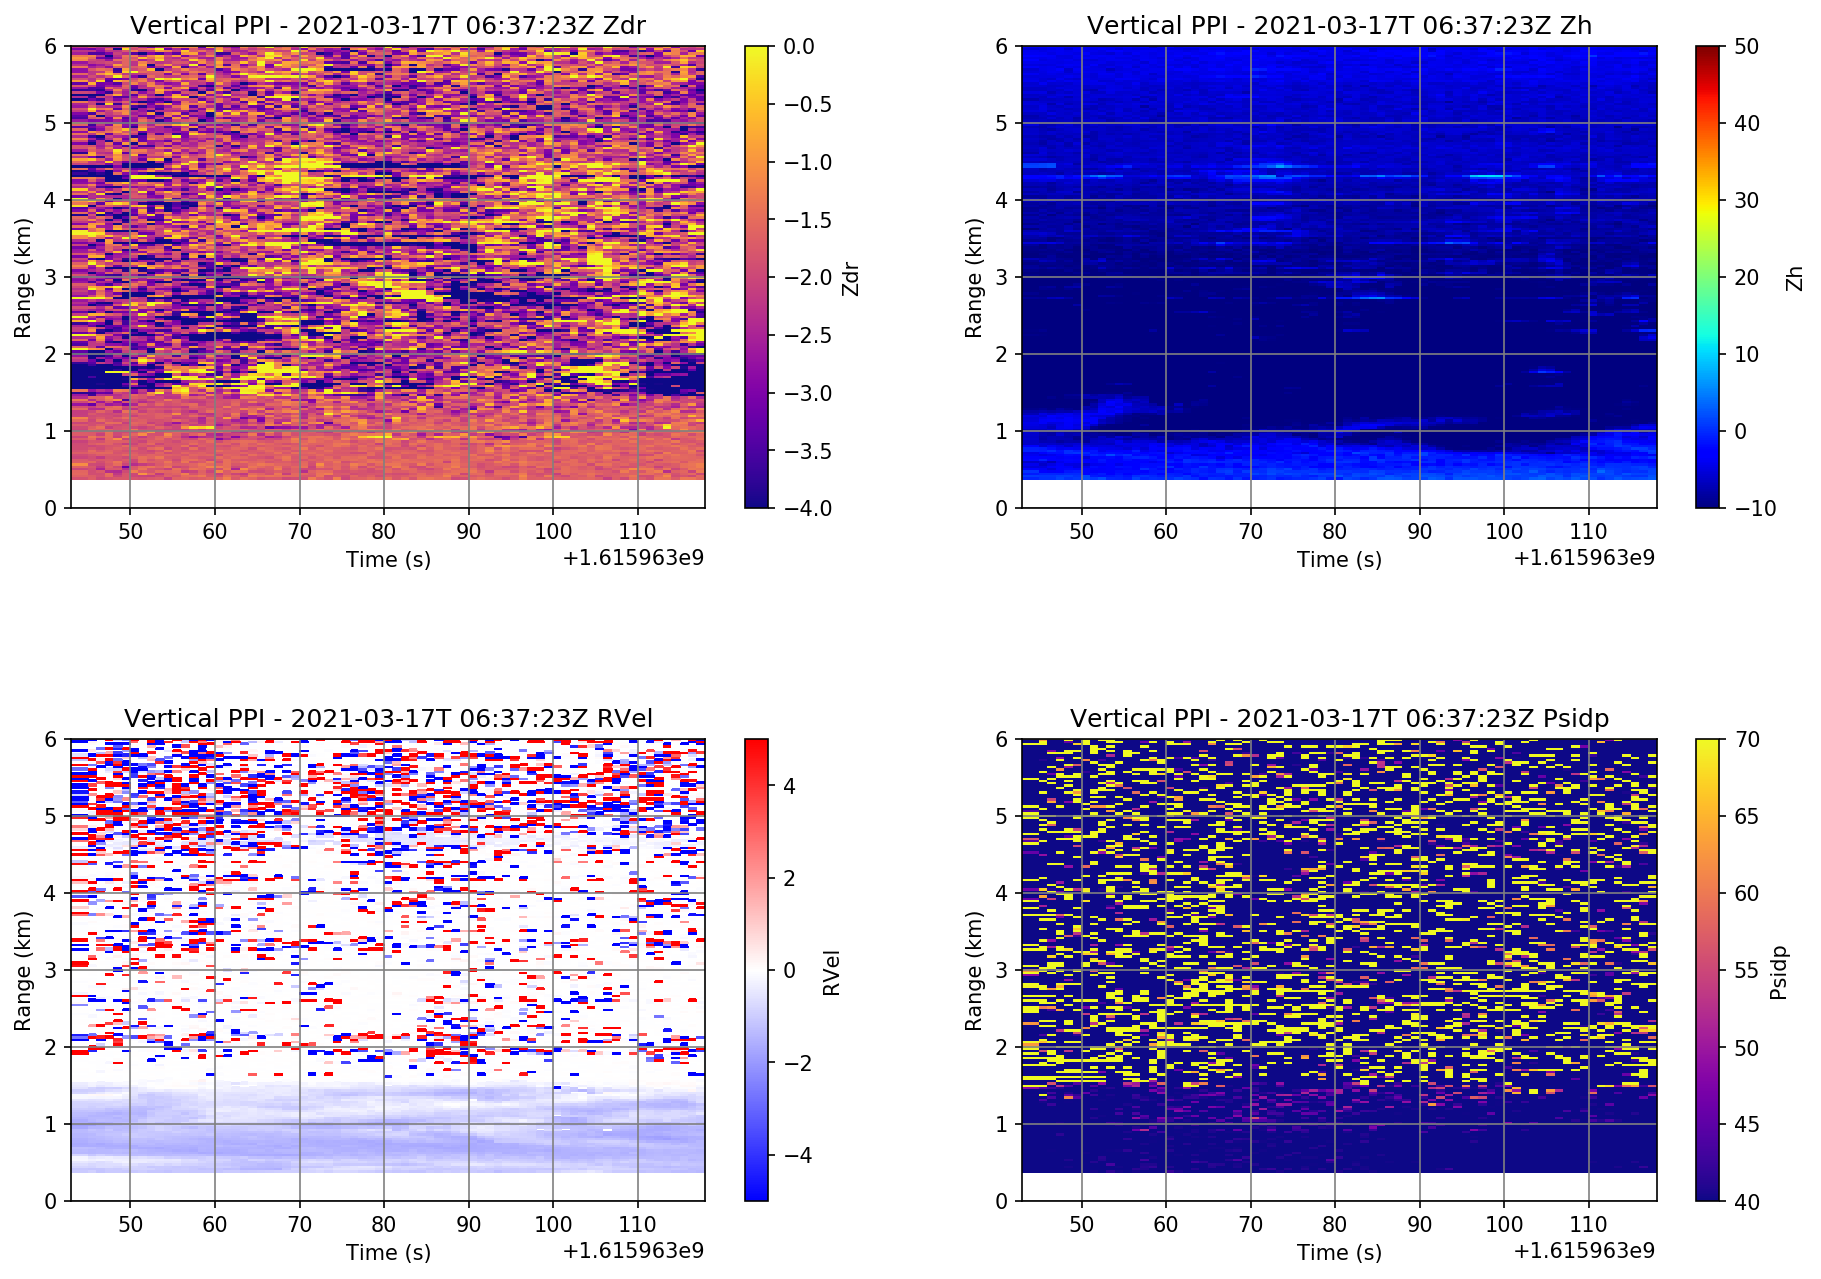 Vertical PPI - 2021-03-17T 06:37:23Z Zdr
6
5
4
3
2
1
0
Range (km)
50 60 70 80 90 100 110
Time (s)
+1.615963e9
0.0
−0.5
−1.0
−1.5
−2.0
−2.5
−3.0
−3.5
−4.0
Zdr
Vertical PPI - 2021-03-17T 06:37:23Z Zh
6
5
4
3
2
1
0
Range (km)
50 60 70 80 90 100 110
Time (s)
+1.615963e9
50
40
30
20
10
0
−10
Zh
Vertical PPI - 2021-03-17T 06:37:23Z RVel
6
5
4
3
2
1
0
Range (km)
50 60 70 80 90 100 110
Time (s)
+1.615963e9
4
2
0
−2
−4
RVel
Vertical PPI - 2021-03-17T 06:37:23Z Psidp
6
5
4
3
2
1
0
Range (km)
50 60 70 80 90 100 110
Time (s)
+1.615963e9
70
65
60
55
50
45
40
Psidp